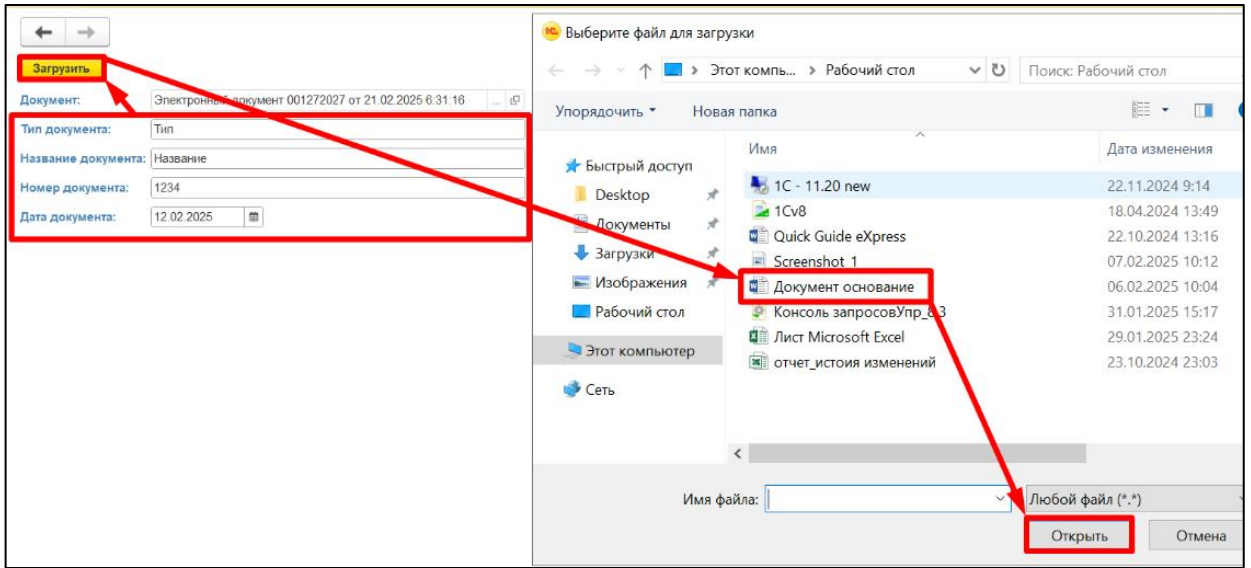 Загрузить
Документ: Электронный документ 001272027 от 21.02.2025 6:31:16 ...
Тип документа: Тип
Название документа: Название
Номер документа: 1234
Дата документа: 12.02.2025
1С Выберите файл для загрузки
Этот компь... > Рабочий стол
Поиск: Рабочий стол
Упорядочить Новая папка
Имя Дата изменения
Быстрый доступ
Desktop
Документы
Загрузки
Изображения
Рабочий стол
Этот компьютер
Сеть
1C - 11.20 new 22.11.2024 9:14
1Cv8 18.04.2024 13:49
Quick Guide eXpress 22.10.2024 13:16
Screenshot_1 07.02.2025 10:12
Документ основание 06.02.2025 10:04
Консоль запросовУпр_8.3 31.01.2025 15:17
Лист Microsoft Excel 29.01.2025 23:24
отчет_истоия изменений 23.10.2024 23:03
Имя файла: Любой файл (*.*)
Открыть Отмена